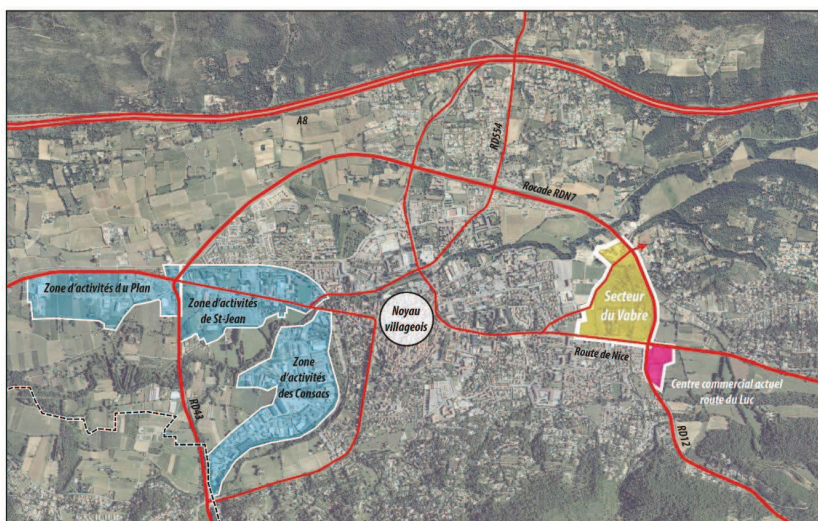 A8
RD554
Rocade RDN7
Zone d'activités du Plan
Zone d'activités
de St-Jean
Noyau
villageois
Secteur
du Vabre
Route de Nice
Zone
d'activités
des Consacs
Centre commercial actuel
route du Luc
RD43
RD12